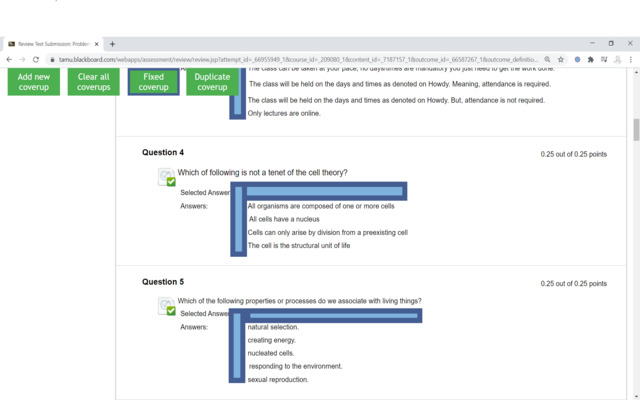 Review Test Submission: Problem
tamu.blackboard.com/webapps/assessment/review/review.jsp?attempt_id=_66955949_1&course_id=_209080_1&content_id=_7187157_1&outcome_id=_66587267_1&outcome_definitio...
Add new coverup
Clear all coverups
Fixed coverup
Duplicate coverup
The class can be taken at your pace, no days/times are mandatory you just need to get the work done.
The class will be held on the days and times as denoted on Howdy. Meaning, attendance is required.
The class will be held on the days and times as denoted on Howdy. But, attendance is not required.
Only lectures are online.
Question 4
0.25 out of 0.25 points
Which of following is not a tenet of the cell theory?
Selected Answer
Answers:
All organisms are composed of one or more cells
All cells have a nucleus
Cells can only arise by division from a preexisting cell
The cell is the structural unit of life
Question 5
0.25 out of 0.25 points
Which of the following properties or processes do we associate with living things?
Selected Answer
Answers:
natural selection.
creating energy.
nucleated cells.
responding to the environment.
sexual reproduction.